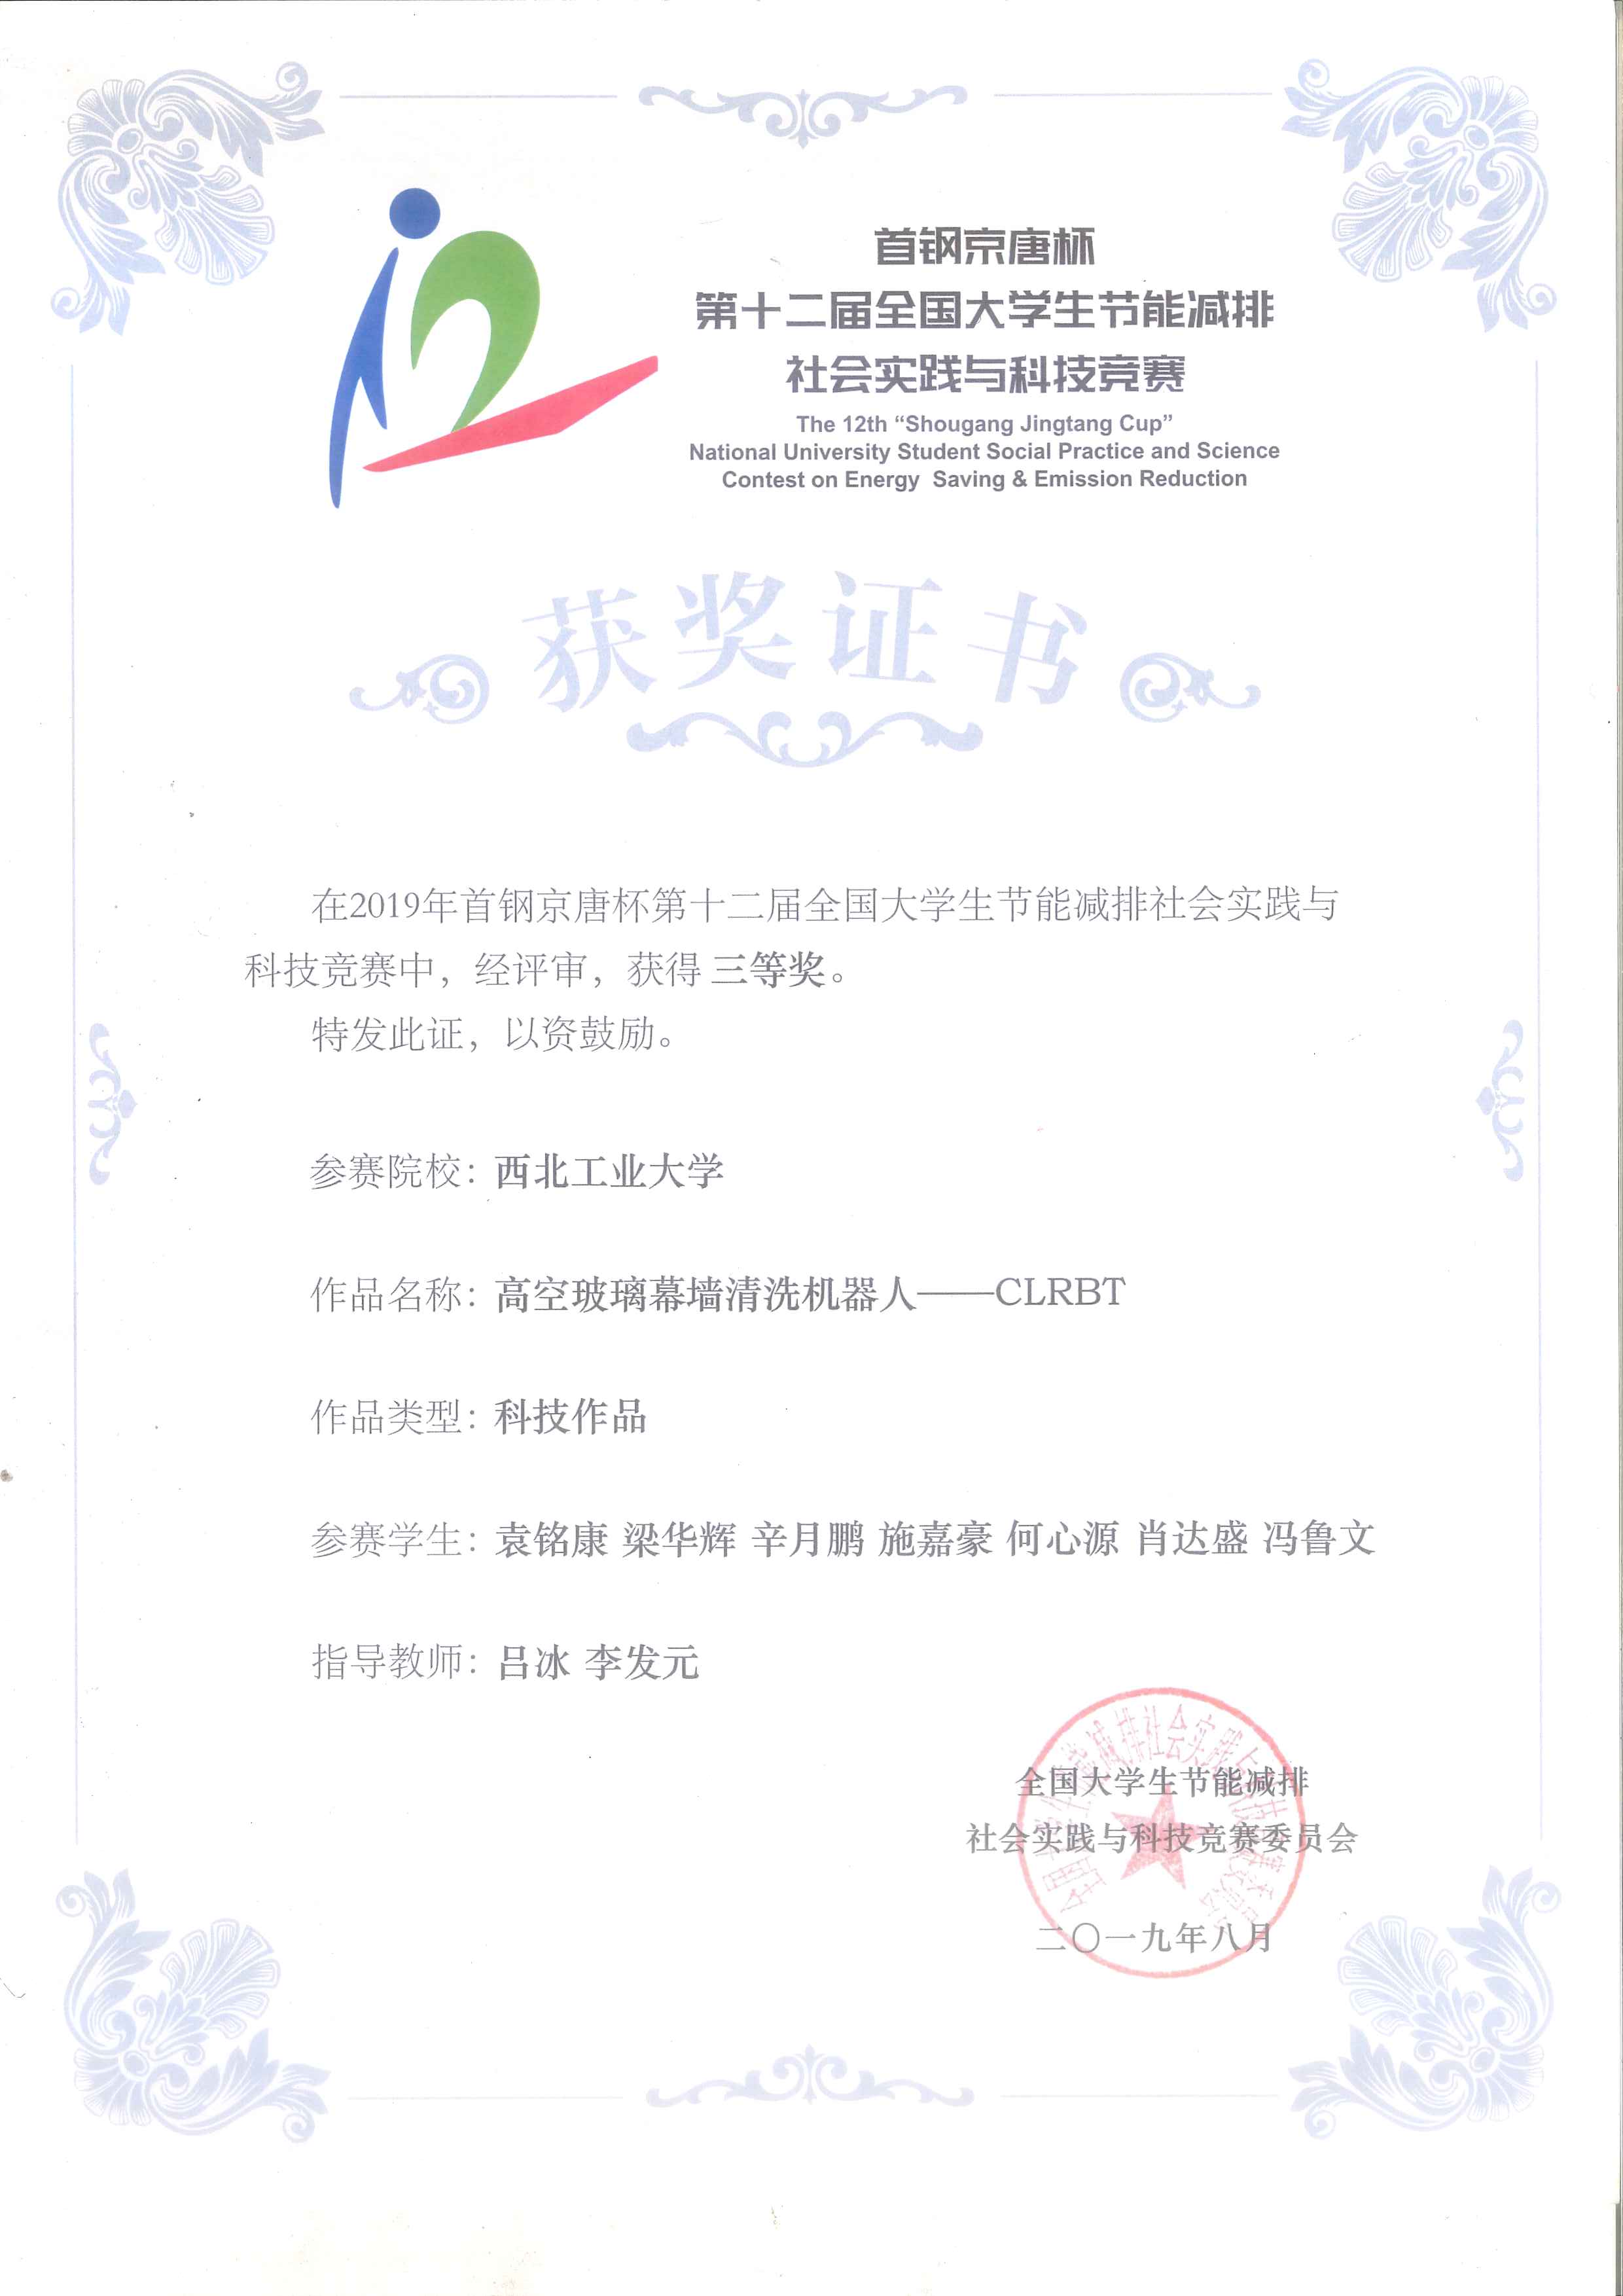 首钢京唐杯
第十二届全国大学生节能减排
社会实践与科技竞赛
The 12th “Shougang Jingtang Cup”
National University Student Social Practice and Science
Contest on Energy Saving & Emission Reduction
获奖证书
在2019年首钢京唐杯第十二届全国大学生节能减排社会实践与
科技竞赛中，经评审，获得 三等奖。
特发此证，以资鼓励。
参赛院校：西北工业大学
作品名称：高空玻璃幕墙清洗机器人——CLRBT
作品类型：科技作品
参赛学生：袁铭康 梁华辉 辛月鹏 施嘉豪 何心源 肖达盛 冯鲁文
指导教师：吕冰 李发元
全国大学生节能减排
社会实践与科技竞赛委员会
二〇一九年八月